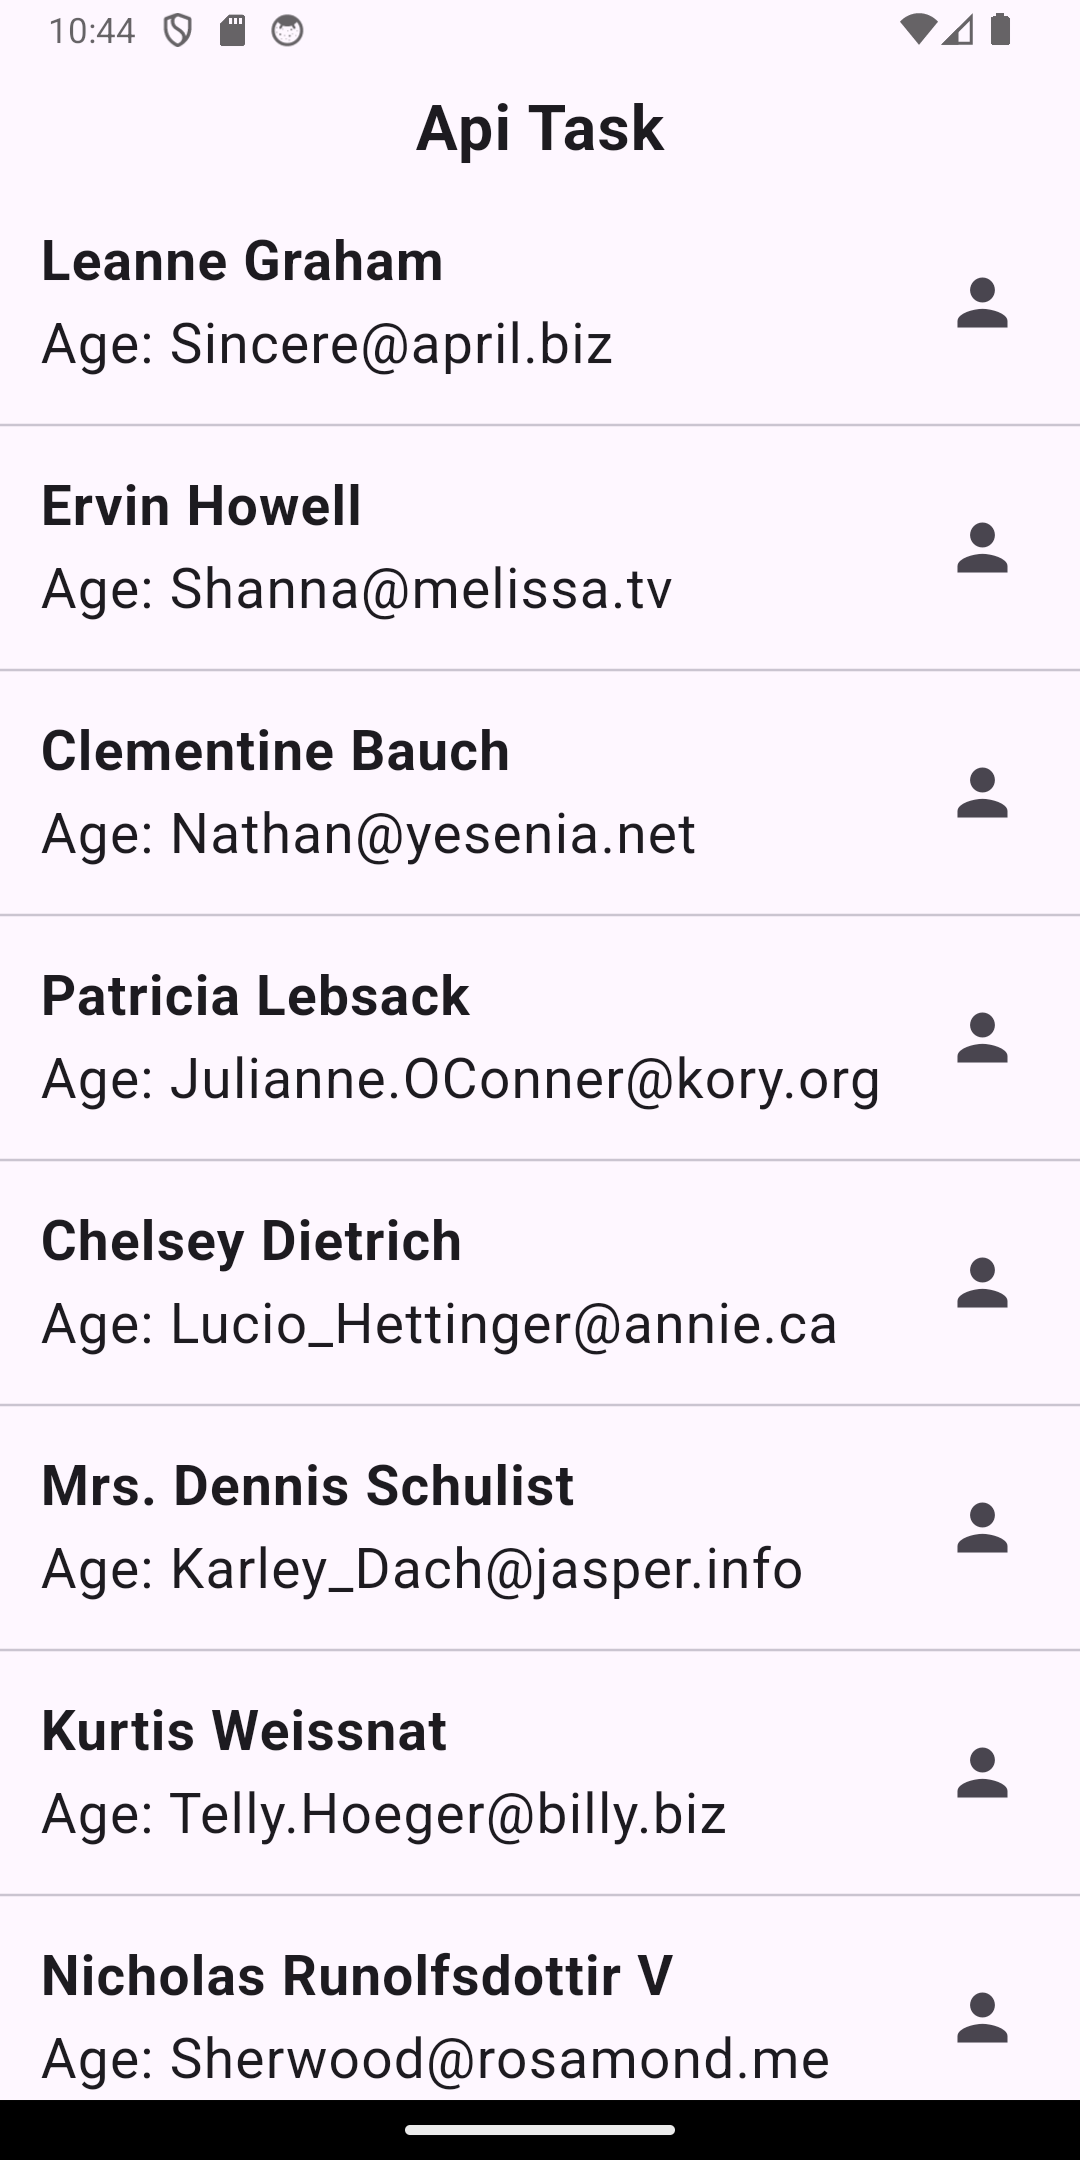 10:44
Api Task
Leanne Graham
Age: Sincere@april.biz
Ervin Howell
Age: Shanna@melissa.tv
Clementine Bauch
Age: Nathan@yesenia.net
Patricia Lebsack
Age: Julianne.OConner@kory.org
Chelsey Dietrich
Age: Lucio_Hettinger@annie.ca
Mrs. Dennis Schulist
Age: Karley_Dach@jasper.info
Kurtis Weissnat
Age: Telly.Hoeger@billy.biz
Nicholas Runolfsdottir V
Age: Sherwood@rosamond.me